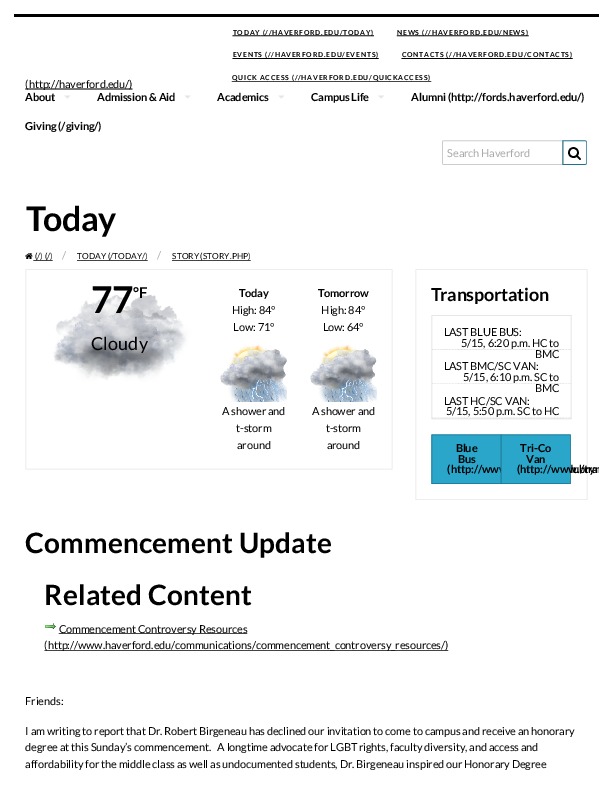 TODAY (//HAVERFORD.EDU/TODAY) NEWS (//HAVERFORD.EDU/NEWS)
EVENTS (//HAVERFORD.EDU/EVENTS) CONTACTS (//HAVERFORD.EDU/CONTACTS)
QUICK ACCESS (//HAVERFORD.EDU/QUICKACCESS)
(http://haverford.edu/)
About Admission & Aid Academics Campus Life Alumni (http://fords.haverford.edu/)
Giving (/giving/)
Search Haverford
Today
(/) (/) / TODAY (/TODAY/) / STORY (STORY.PHP)
77°F
Cloudy
Today
High: 84°
Low: 71°
A shower and
t-storm
around
Tomorrow
High: 84°
Low: 64°
A shower and
t-storm
around
Transportation
LAST BLUE BUS:
5/15, 6:20 p.m. HC to
BMC
LAST BMC/SC VAN:
5/15, 6:10 p.m. SC to
BMC
LAST HC/SC VAN:
5/15, 5:50 p.m. SC to HC
Blue
Bus
(http://www
Tri-Co
Van
(http://www
Commencement Update
Related Content
Commencement Controversy Resources
(http://www.haverford.edu/communications/commencement_controversy_resources/)
Friends:
I am writing to report that Dr. Robert Birgeneau has declined our invitation to come to campus and receive an honorary
degree at this Sunday's commencement. A longtime advocate for LGBT rights, faculty diversity, and access and
affordability for the middle class as well as undocumented students, Dr. Birgeneau inspired our Honorary Degree